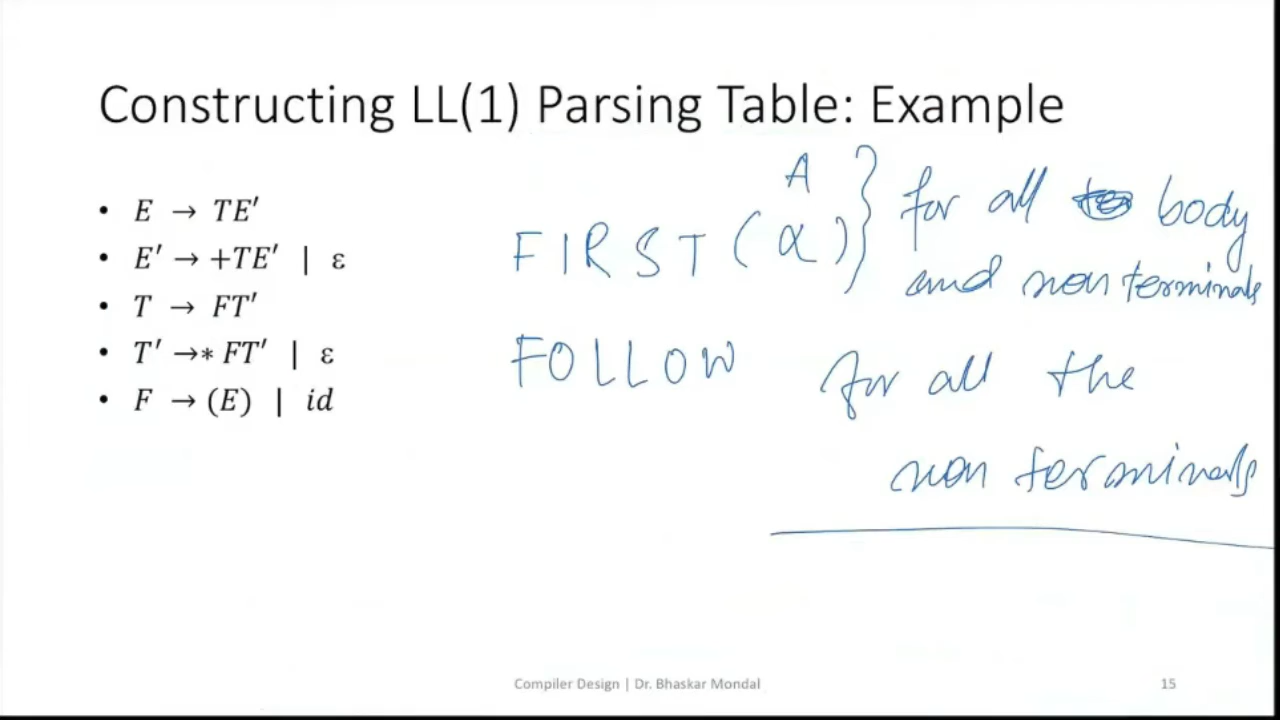 Constructing LL(1) Parsing Table: Example
• E → TE′
• E′ → +TE′ | ε
• T → FT′
• T′ →∗ FT′ | ε
• F → (E) | id
A
FIRST(α)} for all body
and non terminals
FOLLOW for all the
non terminals
Compiler Design | Dr. Bhaskar Mondal
15